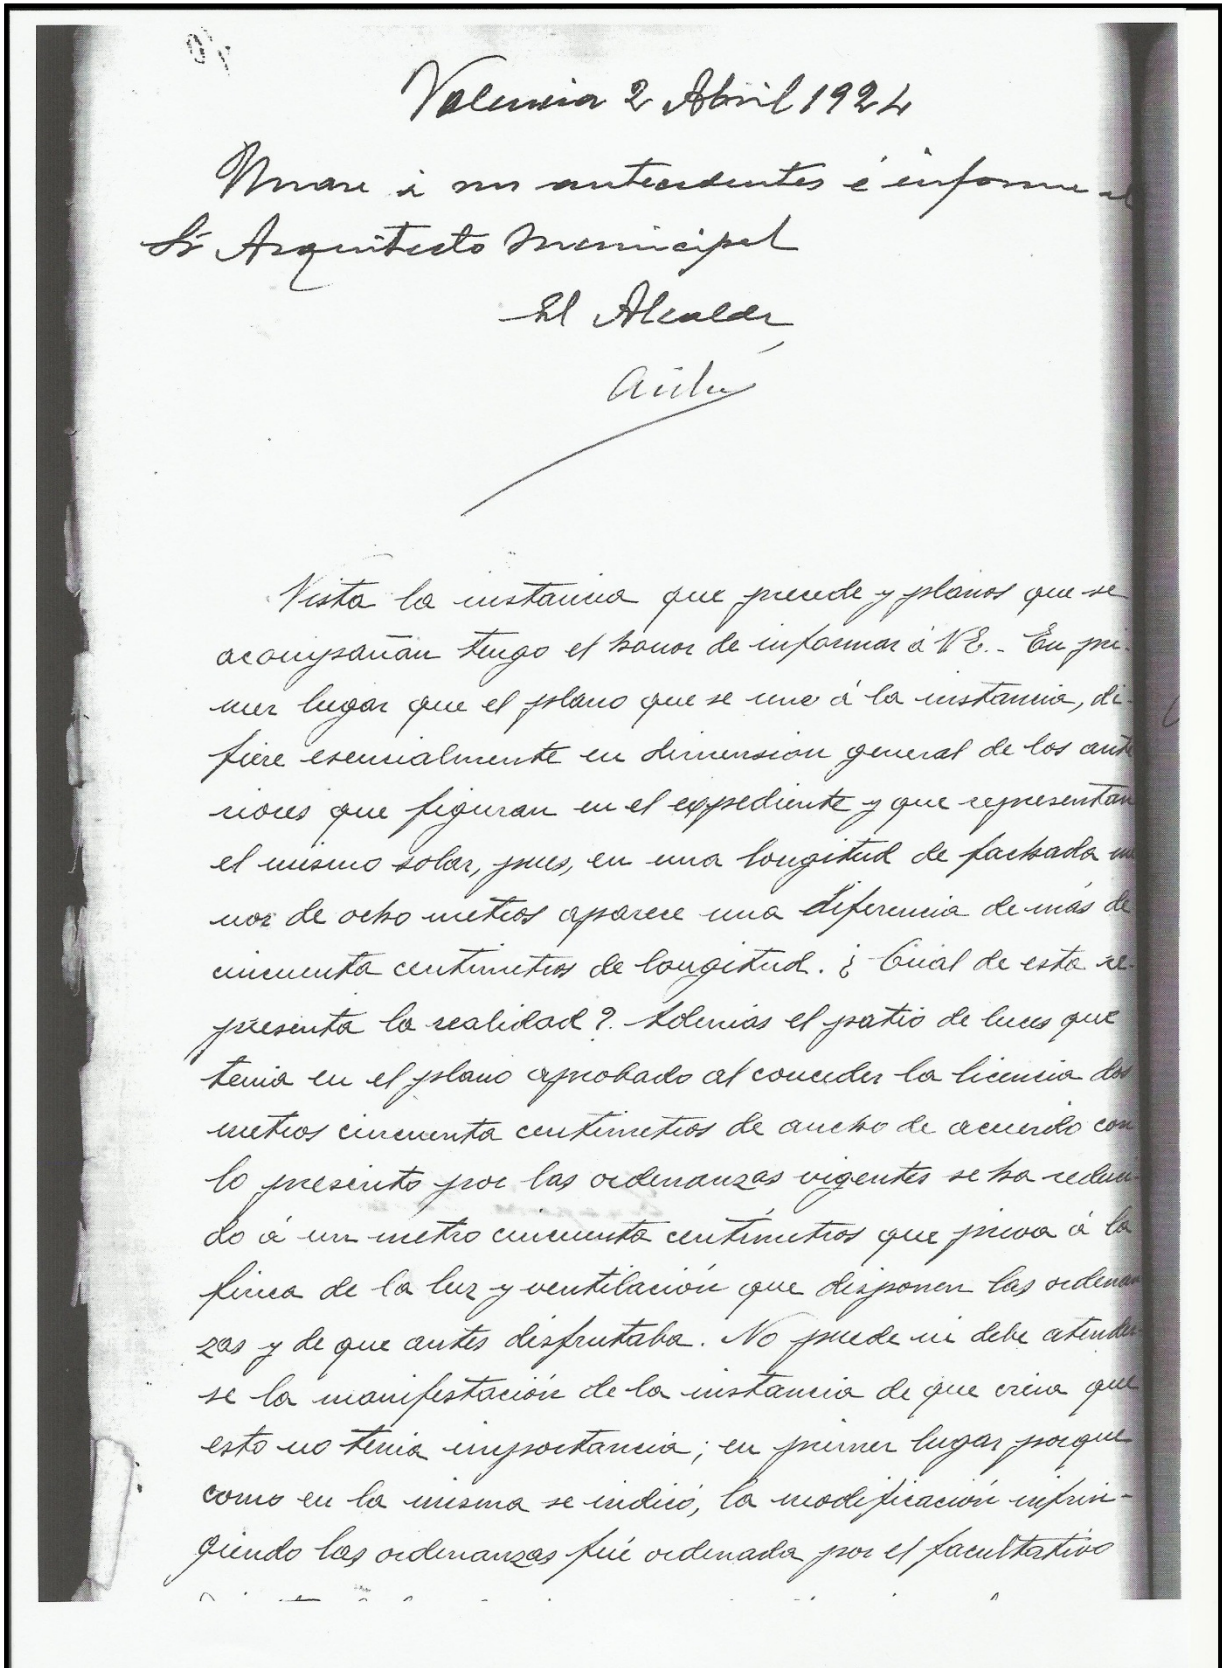 Valencia 2 Abril 1924
á sus antecedentes é informe el
Sr Arquitecto Municipal
El Alcalde
Vista la instancia que precede y planos que se
acompañan tengo el honor de informar á V.E.- En pri-
mer lugar que el plano que se une á la instancia, di-
fiere esencialmente en dimension general de los ante
riores que figuran en el expediente y que representan
el mismo solar, pues, en una longitud de fachada me
nor de ocho metros aparece una diferencia de más de
cincuenta centimetros de longitud. ¿Cuál de esta re-
presenta la realidad?. Además el patio de luces que
tenia en el plano aprobado al conceder la licencia dos
metros cincuenta centimetros de ancho de acuerdo con
lo prescrito por las ordenanzas vigentes se ha reduci-
do á un metro cincuenta centimetros que priva á la
finca de la luz y ventilación que disponen las ordenan
zas y de que antes disfrutaba. No puede ni debe atender
se la manifestación de la instancia de que creia que
esto no tenia importancia; en primer lugar porque
como en la misma se indicó, la modificación infrin-
giendo las ordenanzas fué ordenada por el facultativo